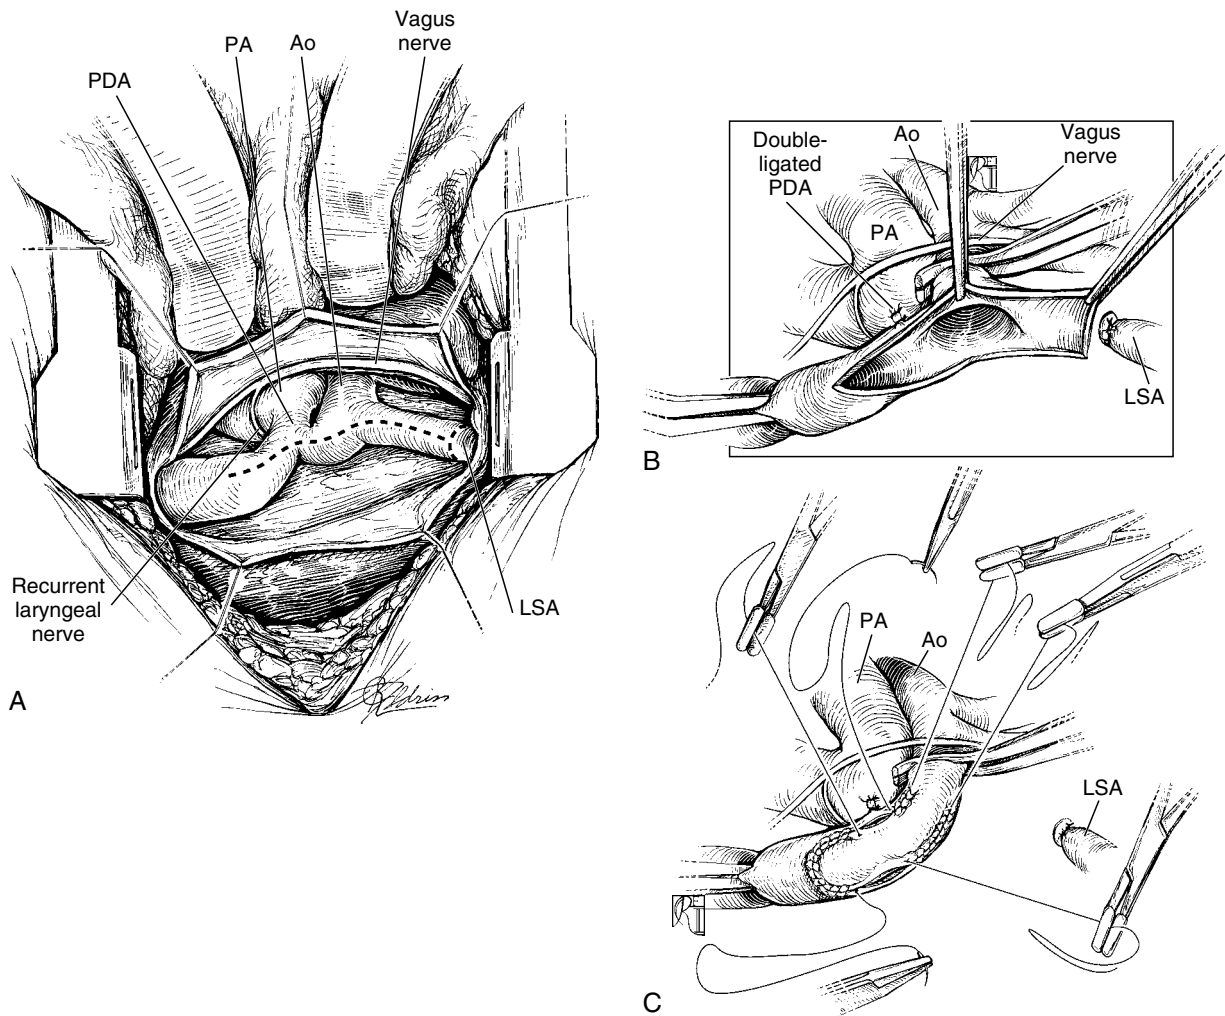 Vagus
nerve
PA
Ao
PDA
Recurrent
laryngeal
nerve
LSA
A
Double-
ligated
PDA
Ao
Vagus
nerve
PA
LSA
B
PA
Ao
LSA
C